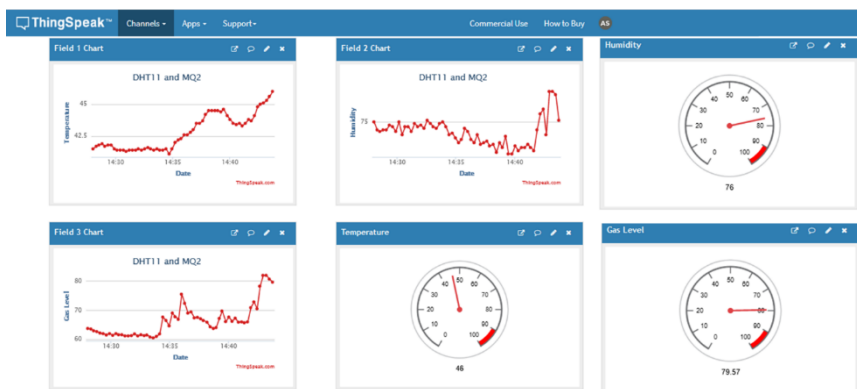 ThingSpeak™ Channels Apps Support Commercial Use How to Buy AS
Field 1 Chart
DHT11 and MQ2
Temperature
45
42.5
14:30 14:35 14:40
Date
ThingSpeak.com
Field 2 Chart
DHT11 and MQ2
Humidity
75
14:30 14:35 14:40
Date
ThingSpeak.com
Humidity
0 10 20 30 40 50 60 70 80 90 100
76
Field 3 Chart
DHT11 and MQ2
Gas Level
80
70
60
14:30 14:35 14:40
Date
ThingSpeak.com
Temperature
0 10 20 30 40 50 60 70 80 90 100
46
Gas Level
0 10 20 30 40 50 60 70 80 90 100
79.57